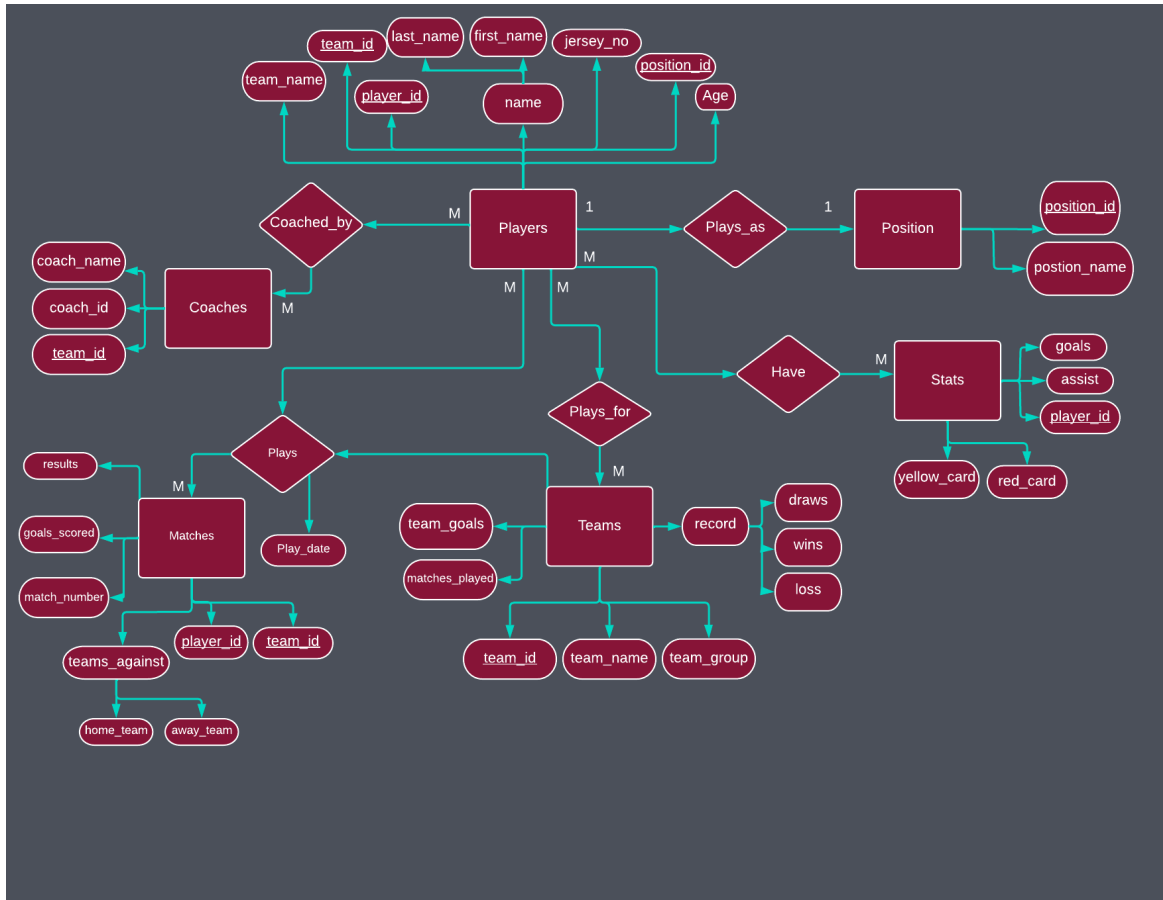 last_name
first_name
team_id
jersey_no
position_id
team_name
player_id
name
Age
Coached_by
M
Players
1
Plays_as
1
Position
position_id
postion_name
coach_name
coach_id
team_id
Coaches
M
M
M
M
Have
M
Stats
goals
assist
player_id
yellow_card
red_card
Plays_for
M
Plays
results
M
Matches
goals_scored
match_number
Play_date
team_goals
matches_played
Teams
record
draws
wins
loss
player_id
team_id
teams_against
home_team
away_team
team_id
team_name
team_group